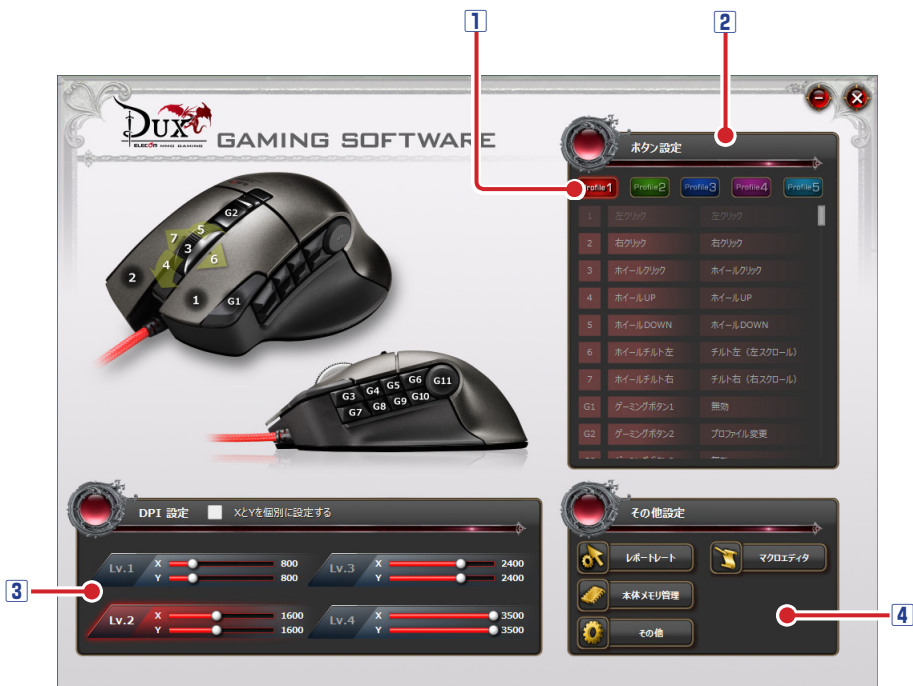 1
2
DUX
ELECOM MMO GAMING
GAMING SOFTWARE
G2
5
7
3
4
6
2
1
G1
G3
G4
G5
G6
G11
G7
G8
G9
G10
ボタン設定
Profile1 Profile2 Profile3 Profile4 Profile5
1 左クリック 左クリック
2 右クリック 右クリック
3 ホイールクリック ホイールクリック
4 ホイールUP ホイールUP
5 ホイールDOWN ホイールDOWN
6 ホイールチルト左 チルト左（左スクロール）
7 ホイールチルト右 チルト右（右スクロール）
G1 ゲーミングボタン1 無効
G2 ゲーミングボタン2 プロファイル変更
DPI 設定 XとYを個別に設定する
Lv.1 X 800
Y 800
Lv.3 X 2400
Y 2400
Lv.2 X 1600
Y 1600
Lv.4 X 3500
Y 3500
3
その他設定
レポートレート マクロエディタ
本体メモリ管理
その他
4